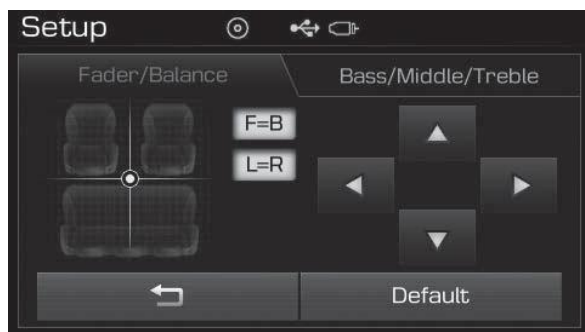 Setup
Fader/Balance
Bass/Middle/Treble
F=B
L=R
Default